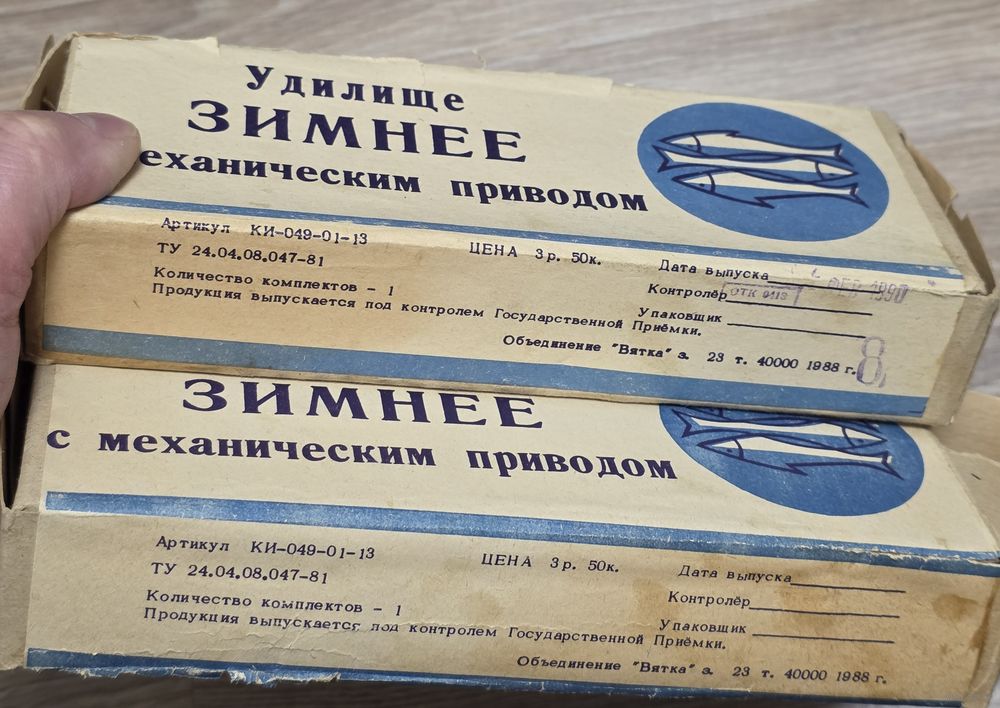 Удилище
ЗИМНЕЕ
еханическим приводом
Артикул КИ-049-01-13
ТУ 24.04.08.047-81
ЦЕНА 3 р. 50к.
Количество комплектов - 1
Продукция выпускается под контролем Государственной Приёмки.
Дата выпуска 1990
Контролёр ОТК
Упаковщик
Объединение "Вятка" з. 23 т. 40000 1988 г.
8
ЗИМНЕЕ
с механическим приводом
Артикул КИ-049-01-13
ТУ 24.04.08.047-81
ЦЕНА 3 р. 50к.
Количество комплектов - 1
Продукция выпускается под контролем Государственной Приёмки.
Дата выпуска
Контролёр
Упаковщик
Объединение "Вятка" з. 23 т. 40000 1988 г.